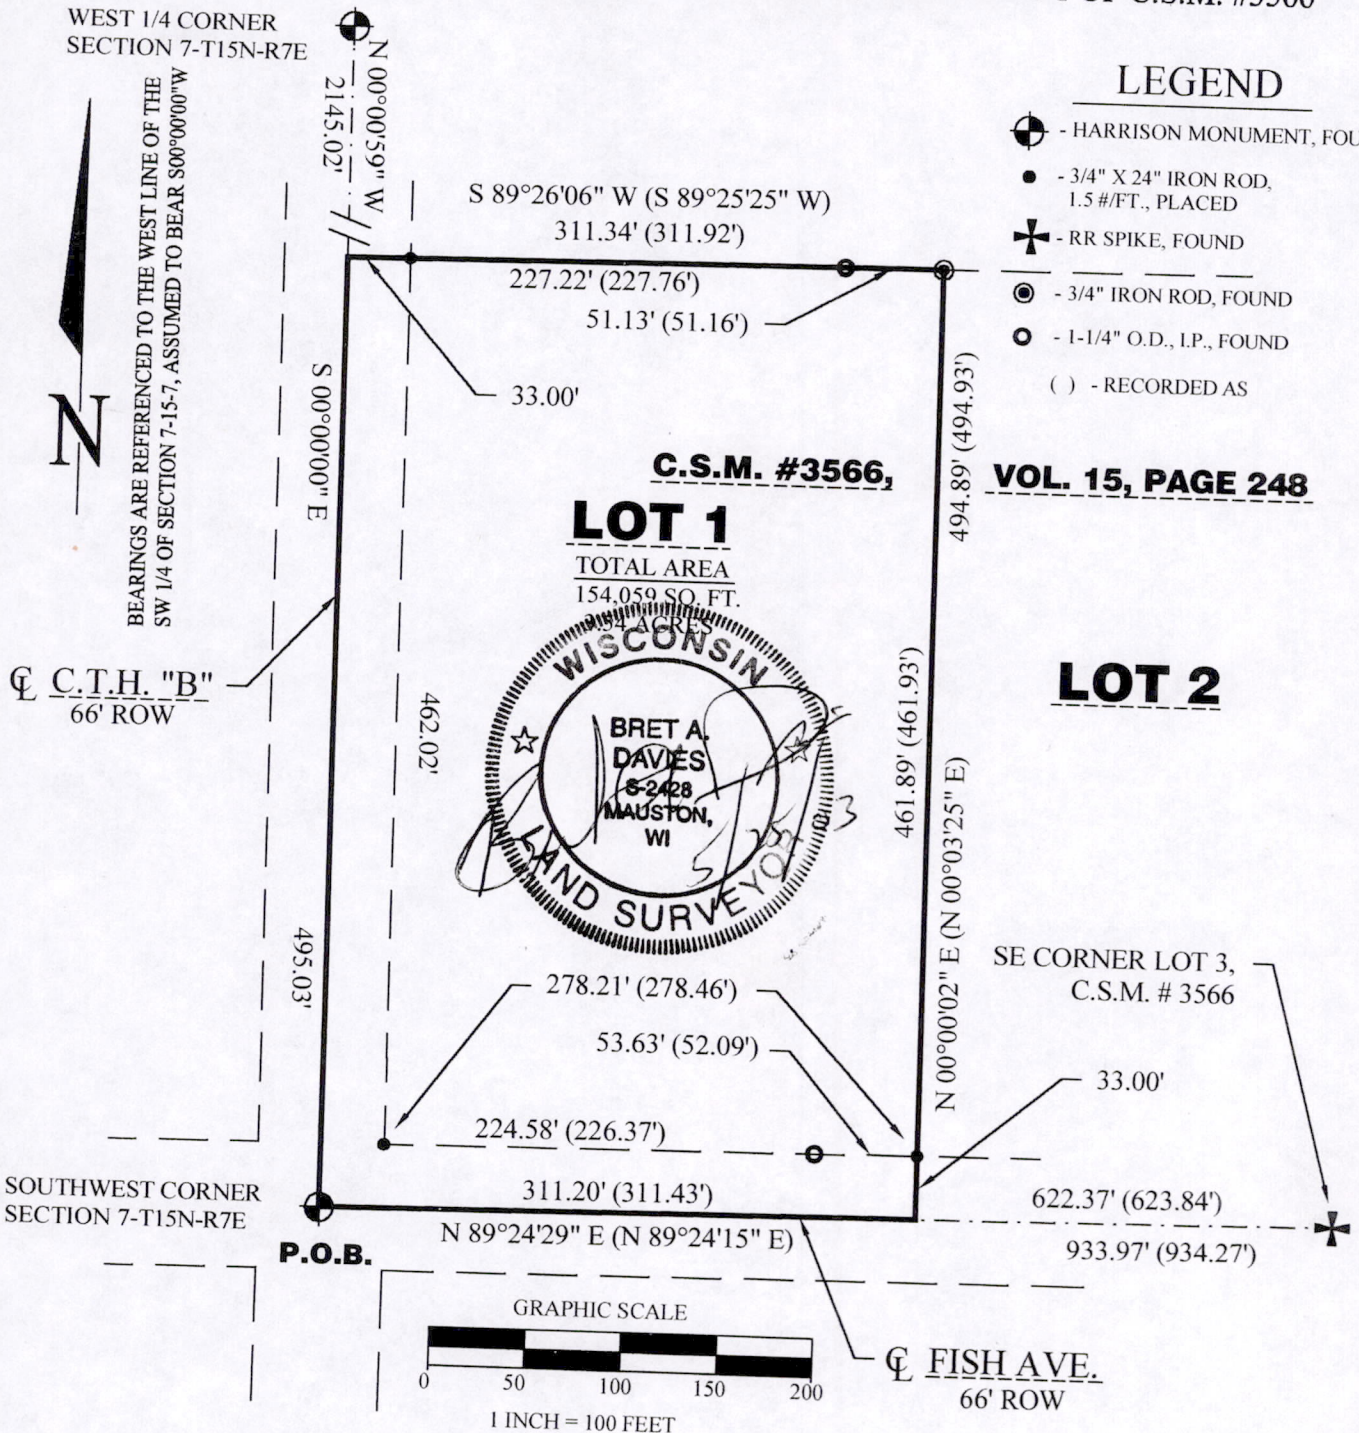 OF C.S.M. #3566
WEST 1/4 CORNER
SECTION 7-T15N-R7E
N 00°00'59" W
2145.02'
BEARINGS ARE REFERENCED TO THE WEST LINE OF THE
SW 1/4 OF SECTION 7-15-7, ASSUMED TO BEAR S00°00'00"W
N
LEGEND
- HARRISON MONUMENT, FOU
- 3/4" X 24" IRON ROD,
1.5 #/FT., PLACED
- RR SPIKE, FOUND
- 3/4" IRON ROD, FOUND
- 1-1/4" O.D., I.P., FOUND
( ) - RECORDED AS
S 89°26'06" W (S 89°25'25" W)
311.34' (311.92')
227.22' (227.76')
51.13' (51.16')
33.00'
S 00°00'00" E
494.89' (494.93')
C.S.M. #3566, VOL. 15, PAGE 248
LOT 1
TOTAL AREA
154,059 SQ. FT.
3.54 ACRES
WISCONSIN
BRET A.
DAVIES
S-2428
MAUSTON,
WI
LAND SURVEYOR
LOT 2
℄ C.T.H. "B"
66' ROW
462.02'
461.89' (461.93')
N 00°00'02" E (N 00°03'25" E)
495.03'
278.21' (278.46')
53.63' (52.09')
SE CORNER LOT 3,
C.S.M. # 3566
33.00'
224.58' (226.37')
SOUTHWEST CORNER
SECTION 7-T15N-R7E
311.20' (311.43')
N 89°24'29" E (N 89°24'15" E)
622.37' (623.84')
933.97' (934.27')
P.O.B.
GRAPHIC SCALE
0 50 100 150 200
1 INCH = 100 FEET
℄ FISH AVE.
66' ROW